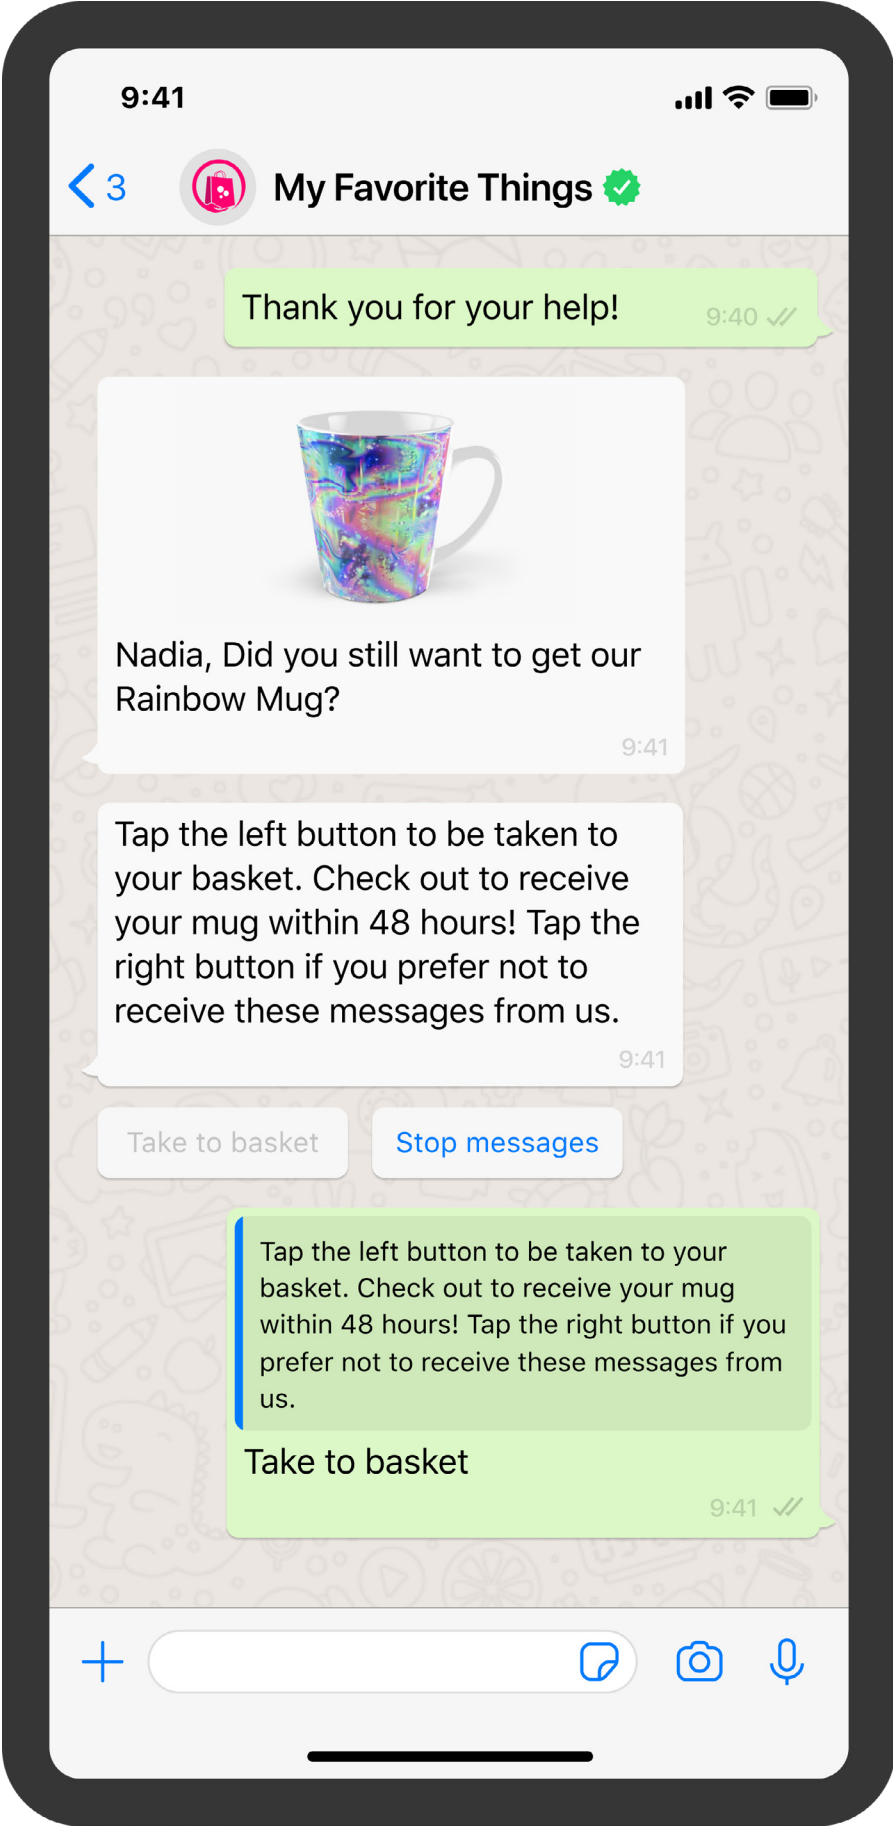 9:41
3
My Favorite Things
Thank you for your help!
9:40
Nadia, Did you still want to get our
Rainbow Mug?
9:41
Tap the left button to be taken to
your basket. Check out to receive
your mug within 48 hours! Tap the
right button if you prefer not to
receive these messages from us.
9:41
Take to basket
Stop messages
Tap the left button to be taken to your
basket. Check out to receive your mug
within 48 hours! Tap the right button if you
prefer not to receive these messages from
us.
Take to basket
9:41